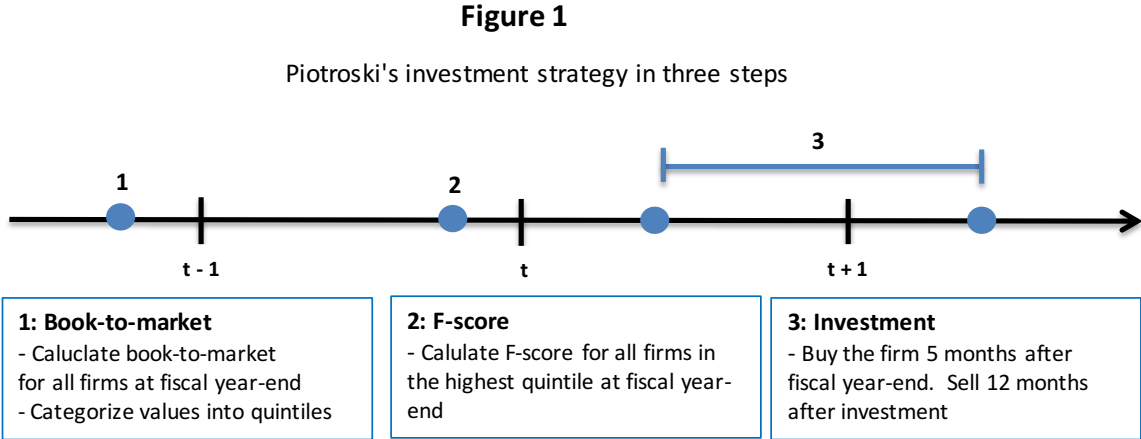 Figure 1
Piotroski's investment strategy in three steps
3
1
2
t - 1
t
t + 1
1: Book-to-market
- Caluclate book-to-market
for all firms at fiscal year-end
- Categorize values into quintiles
2: F-score
- Calulate F-score for all firms in
the highest quintile at fiscal year-
end
3: Investment
- Buy the firm 5 months after
fiscal year-end.  Sell 12 months
after investment